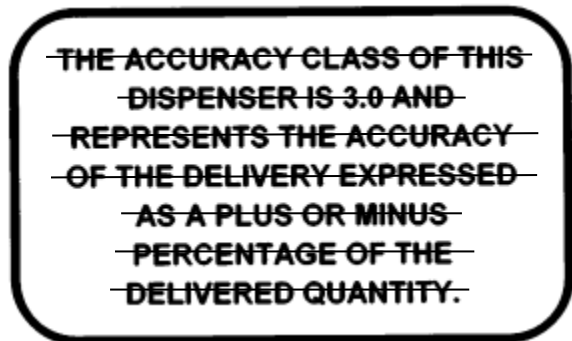 THE ACCURACY CLASS OF THIS
DISPENSER IS 3.0 AND
REPRESENTS THE ACCURACY
OF THE DELIVERY EXPRESSED
AS A PLUS OR MINUS
PERCENTAGE OF THE
DELIVERED QUANTITY.